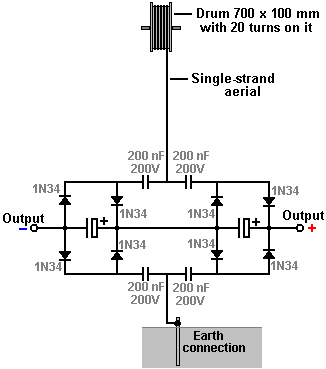 Drum 700 x 100 mm
with 20 turns on it
Single-strand
aerial
200 nF 200 nF
200V 200V
1N34 1N34
1N34 1N34
Output Output
– + + +
1N34 1N34
1N34 1N34
200 nF 200 nF
200V 200V
Earth
connection